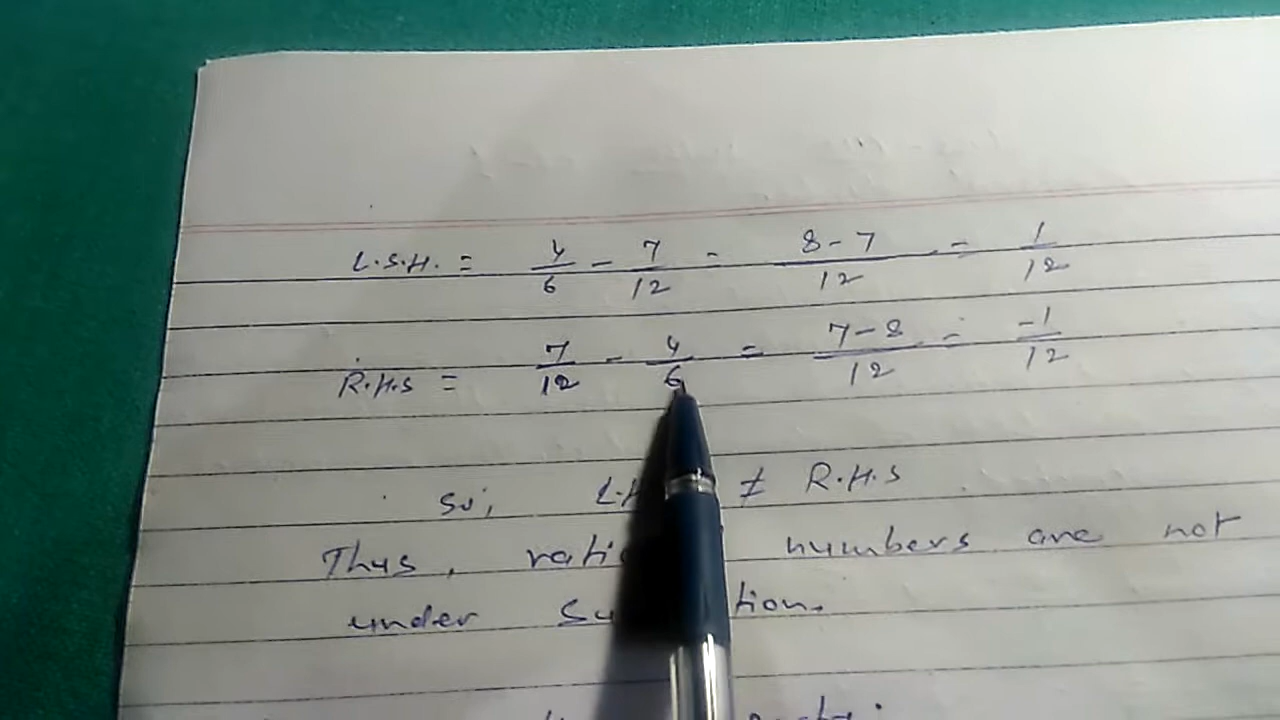 L.S.H. = 4/6 - 7/12 - 8-7/12 = 1/12
R.H.S = 7/12 - 4/6 = 7-8/12 = -1/12
So, ≠ R.H.S
Thus, numbers are not
under